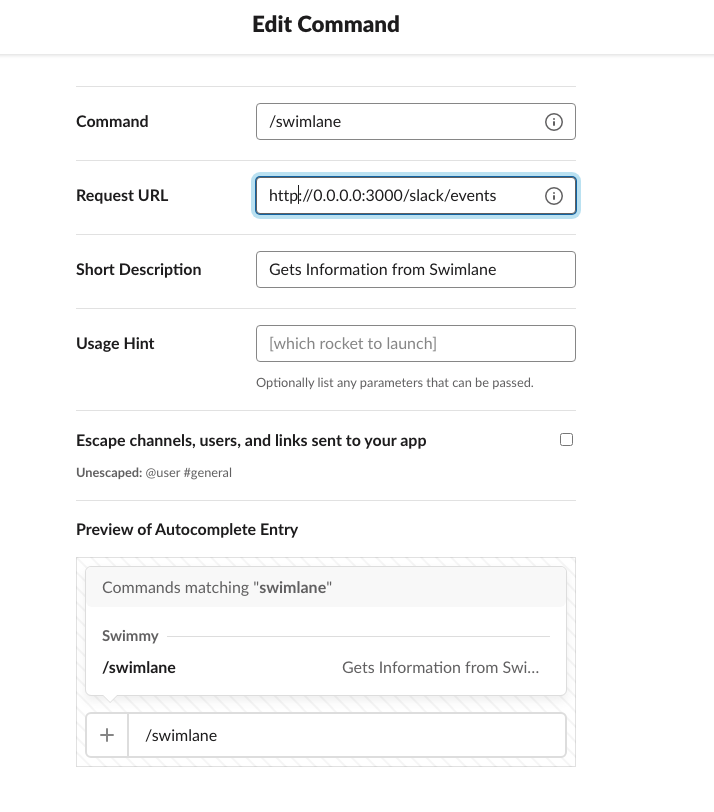 Edit Command
Command
/swimlane
Request URL
http://0.0.0.0:3000/slack/events
Short Description
Gets Information from Swimlane
Usage Hint
[which rocket to launch]
Optionally list any parameters that can be passed.
Escape channels, users, and links sent to your app
Unescaped: @user #general
Preview of Autocomplete Entry
Commands matching "swimlane"
Swimmy
/swimlane Gets Information from Swi...
/swimlane